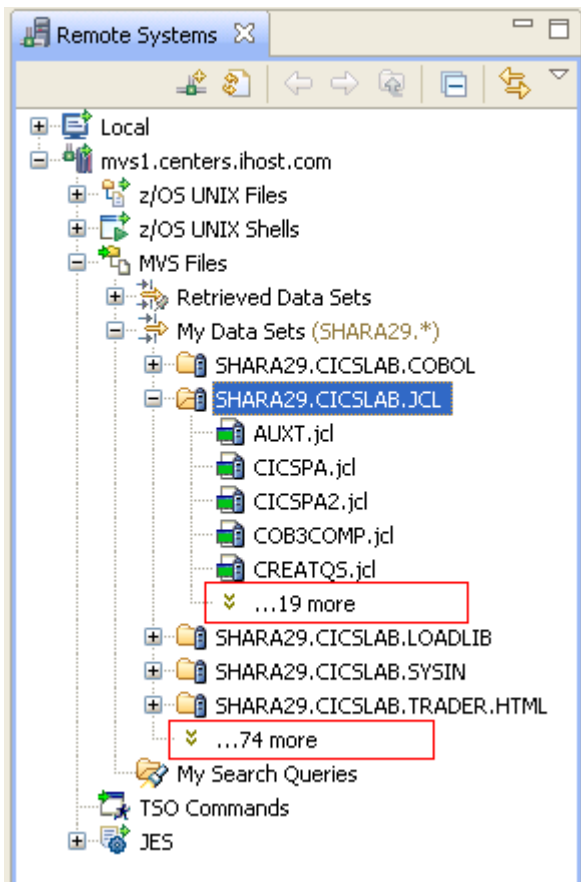 Remote Systems
Local
mvs1.centers.ihost.com
z/OS UNIX Files
z/OS UNIX Shells
MVS Files
Retrieved Data Sets
My Data Sets (SHARA29.*)
SHARA29.CICSLAB.COBOL
SHARA29.CICSLAB.JCL
AUXT.jcl
CICSPA.jcl
CICSPA2.jcl
COB3COMP.jcl
CREATQS.jcl
...19 more
SHARA29.CICSLAB.LOADLIB
SHARA29.CICSLAB.SYSIN
SHARA29.CICSLAB.TRADER.HTML
...74 more
My Search Queries
TSO Commands
JES